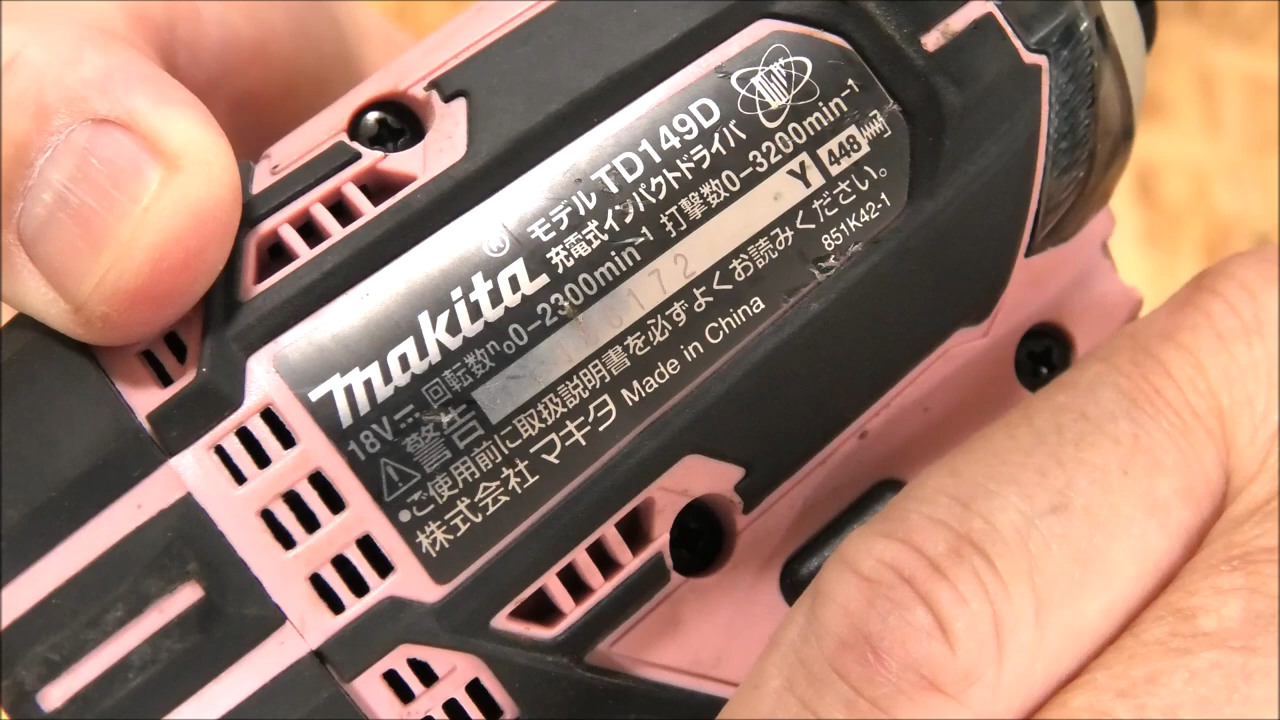 makita®
モデル TD149D
充電式インパクトドライバ
18V 回転数n₀0-2300min⁻¹ 打撃数0-3200min⁻¹
警告
172
Y 448
●ご使用前に取扱説明書を必ずよくお読みください。
株式会社 マキタ Made in China
851K42-1